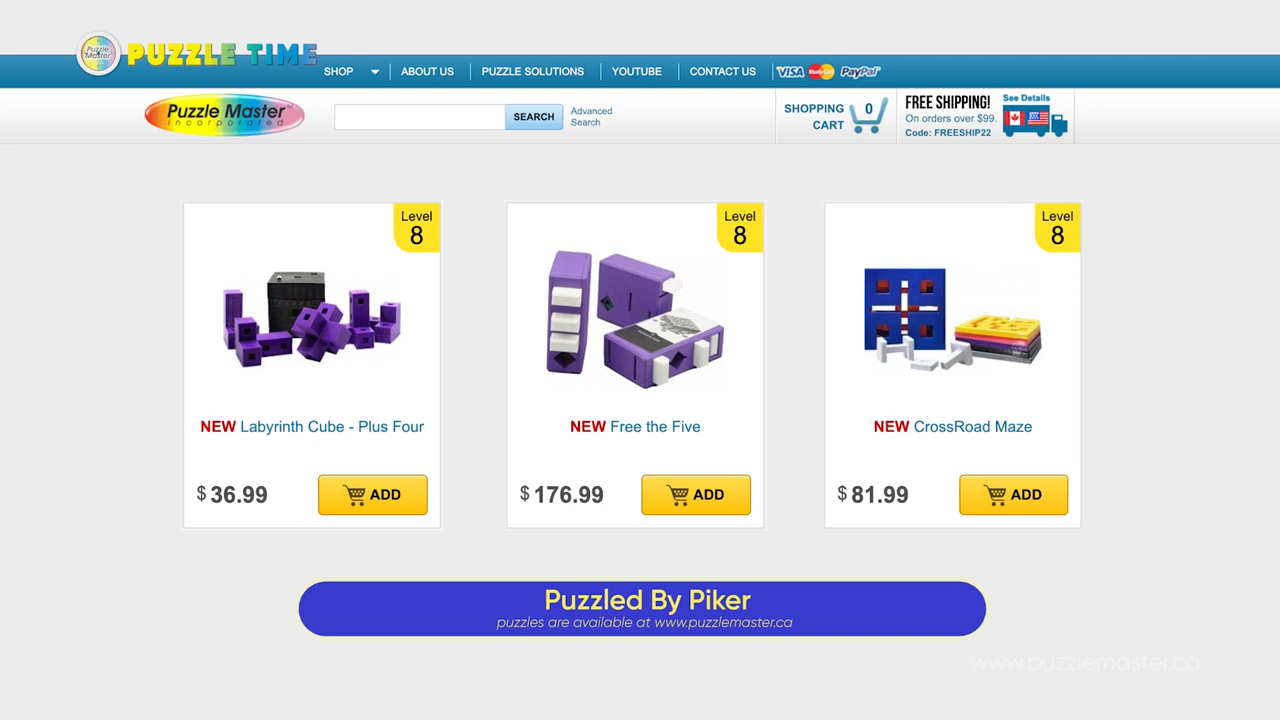 PUZZLE TIME
Puzzle Master
SHOP
ABOUT US
PUZZLE SOLUTIONS
YOUTUBE
CONTACT US
VISA MasterCard PayPal
Puzzle Master
Incorporated
SEARCH
Advanced
Search
SHOPPING
CART
0
FREE SHIPPING!
On orders over $99.
Code: FREESHIP22
See Details
Level
8
NEW Labyrinth Cube - Plus Four
$ 36.99
ADD
Level
8
NEW Free the Five
$ 176.99
ADD
Level
8
NEW CrossRoad Maze
$ 81.99
ADD
Puzzled By Piker
puzzles are available at www.puzzlemaster.ca
www.puzzlemaster.ca